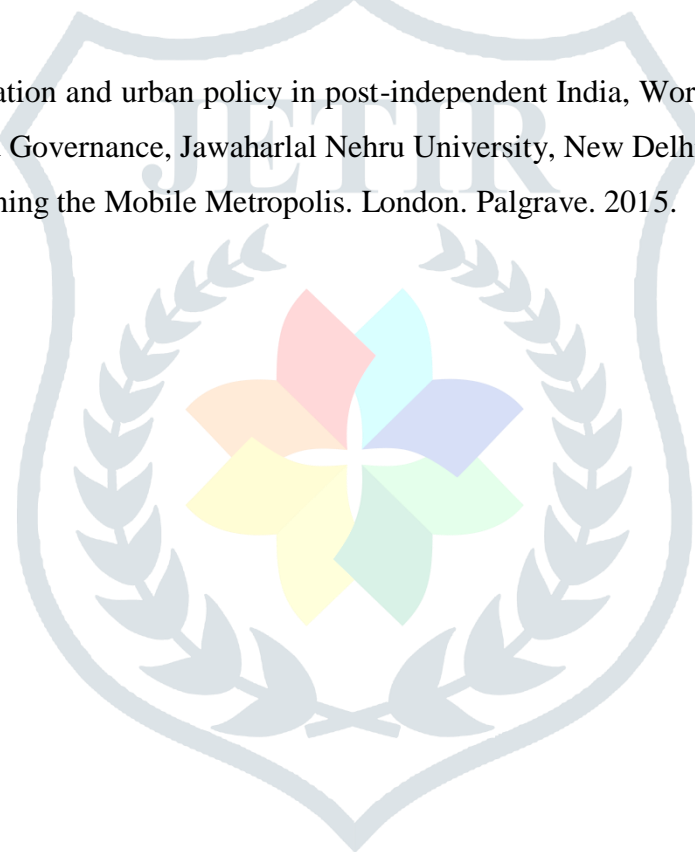 JETIR
ation and urban policy in post-independent India, Wor
Governance, Jawaharlal Nehru University, New Delh
ning the Mobile Metropolis. London. Palgrave. 2015.